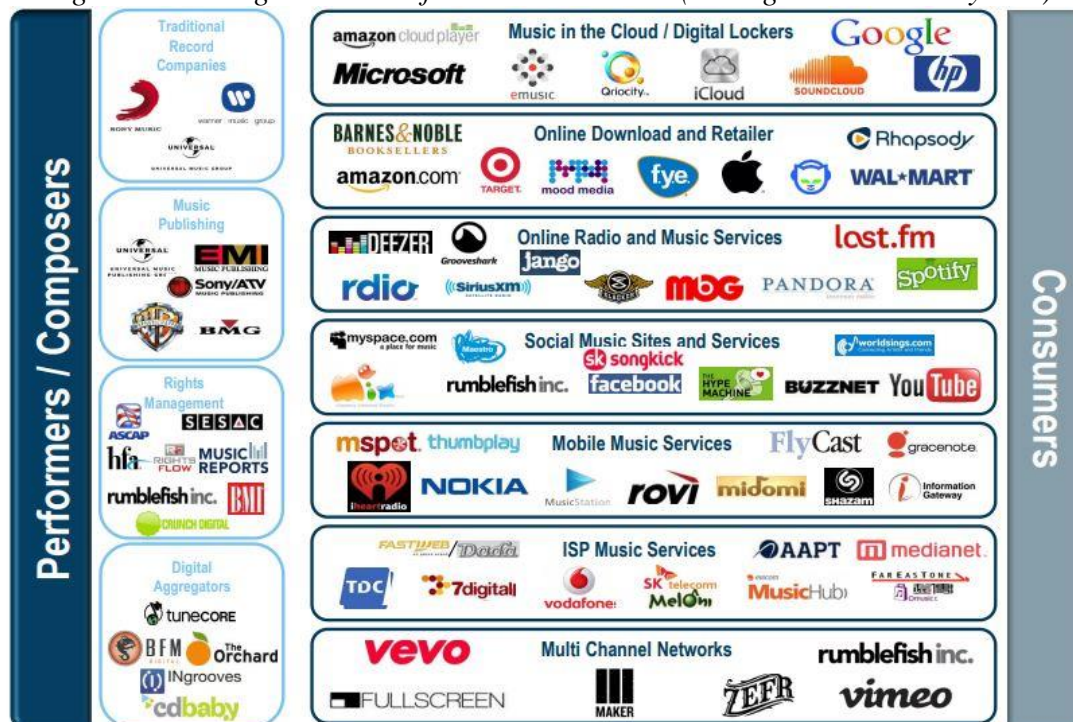 Performers / Composers
Traditional
Record
Companies
SONY MUSIC
warner music group
UNIVERSAL
UNIVERSAL MUSIC GROUP
Music
Publishing
UNIVERSAL
EMI
MUSIC PUBLISHING
Sony/ATV
MUSIC PUBLISHING
BMG
Rights
Management
ASCAP
SESAC
hfa
RIGHTS
FLOW
MUSIC
REPORTS
rumblefish inc.
BMI
CRUNCH DIGITAL
Digital
Aggregators
tunecore
BFM
DIGITAL
The
Orchard
INgrooves
cdbaby
amazon cloud player
Music in the Cloud / Digital Lockers
Google
Microsoft
emusic
Qriocity
iCloud
SOUNDCLOUD
hp
BARNES&NOBLE
BOOKSELLERS
Online Download and Retailer
Rhapsody
amazon.com
TARGET
mood media
fye
WAL★MART
DEEZER
Grooveshark
Online Radio and Music Services
jango
last.fm
rdio
SIRIUSXM
SATELLITE RADIO
SLACKER
MOG
PANDORA
Spotify
myspace.com
a place for music
Maestro
Social Music Sites and Services
worldsings.com
songkick
rumblefish inc.
facebook
THE
HYPE
MACHINE
BUZZNET
YouTube
mspot
thumbplay
Mobile Music Services
FlyCast
gracenote
iheartradio
NOKIA
MusicStation
rovi
midomi
SHAZAM
Information
Gateway
FASTWEB
/Dada
ISP Music Services
AAPT
medianet
TDC
7digital
vodafone
SK telecom
Melon
MusicHub
FAREASTONE
vevo
Multi Channel Networks
rumblefish inc.
FULLSCREEN
MAKER
ZEFR
vimeo
Consumers